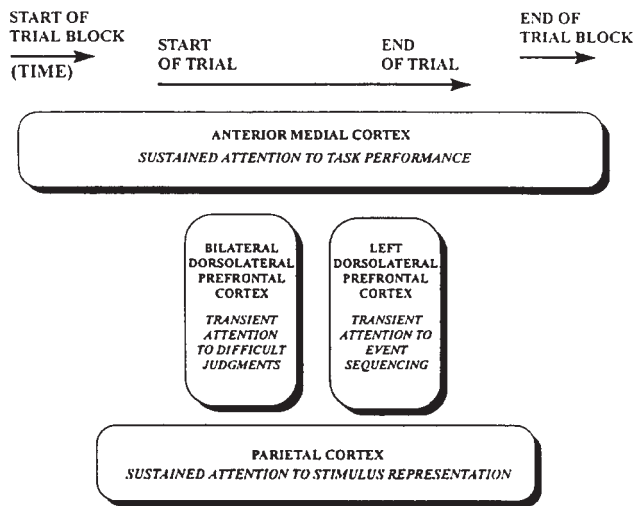 START OF
TRIAL BLOCK
(TIME)
START
OF TRIAL
END
OF TRIAL
END OF
TRIAL BLOCK
ANTERIOR MEDIAL CORTEX
SUSTAINED ATTENTION TO TASK PERFORMANCE
BILATERAL
DORSOLATERAL
PREFRONTAL
CORTEX
TRANSIENT
ATTENTION
TO DIFFICULT
JUDGMENTS
LEFT
DORSOLATERAL
PREFRONTAL
CORTEX
TRANSIENT
ATTENTION TO
EVENT
SEQUENCING
PARIETAL CORTEX
SUSTAINED ATTENTION TO STIMULUS REPRESENTATION